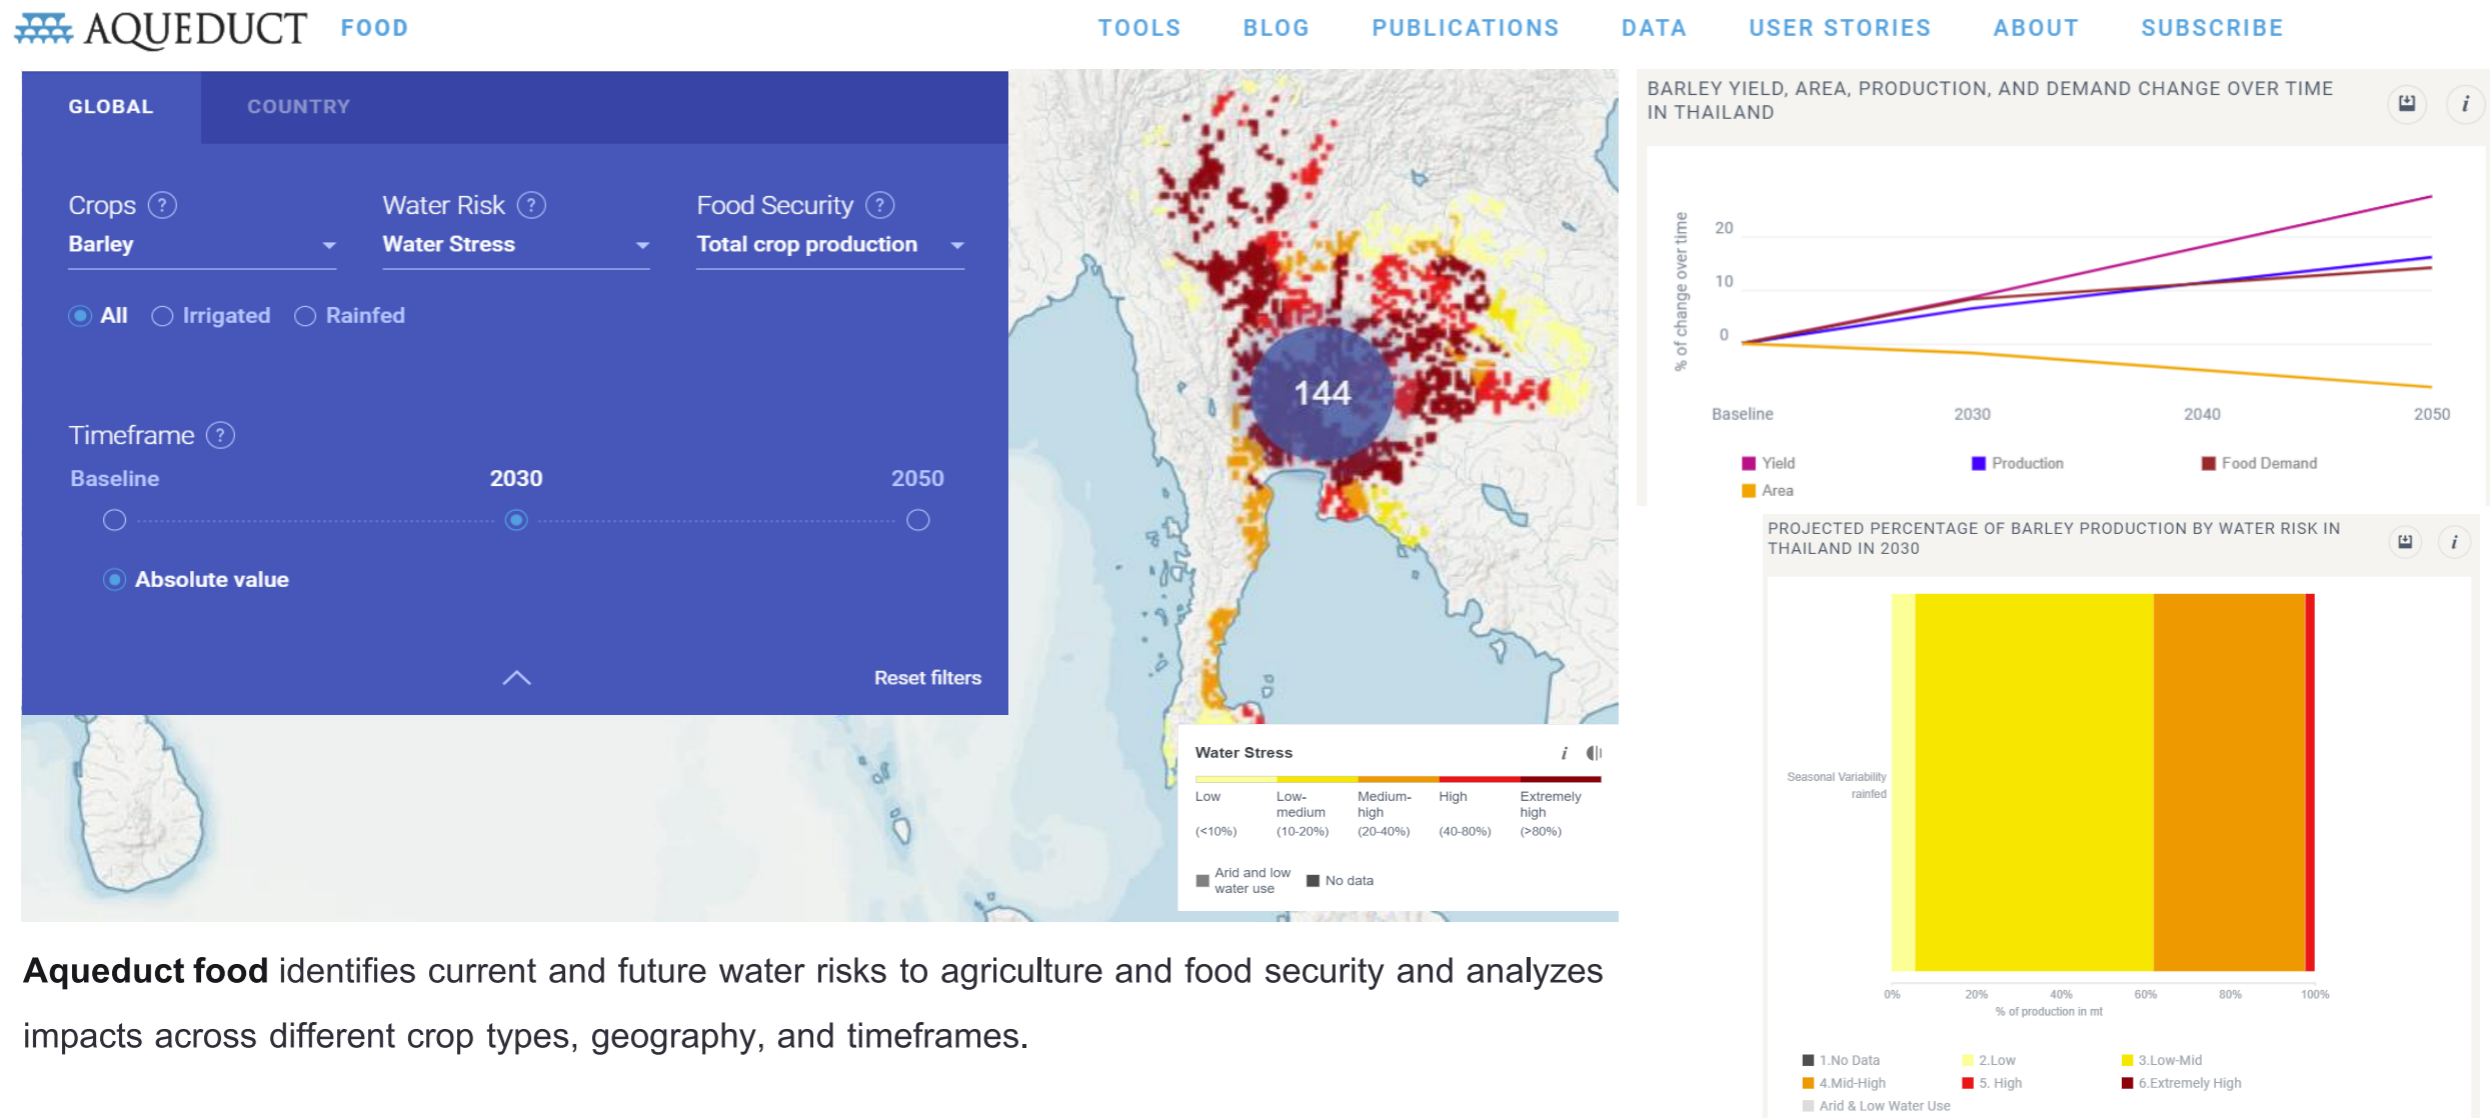 AQUEDUCT FOOD
TOOLS BLOG PUBLICATIONS DATA USER STORIES ABOUT SUBSCRIBE
GLOBAL COUNTRY
Crops ? Water Risk ? Food Security ?
Barley Water Stress Total crop production
All Irrigated Rainfed
Timeframe ?
Baseline 2030 2050
Absolute value
Reset filters
144
Water Stress i
Low Low-medium Medium-high High Extremely high
(<10%) (10-20%) (20-40%) (40-80%) (>80%)
Arid and low water use No data
BARLEY YIELD, AREA, PRODUCTION, AND DEMAND CHANGE OVER TIME
IN THAILAND
i
% of change over time
20
10
0
Baseline 2030 2040 2050
Yield Production Food Demand
Area
PROJECTED PERCENTAGE OF BARLEY PRODUCTION BY WATER RISK IN
THAILAND IN 2030
i
Seasonal Variability
rainfed
0% 20% 40% 60% 80% 100%
% of production in mt
1.No Data 2.Low 3.Low-Mid
4.Mid-High 5. High 6.Extremely High
Arid & Low Water Use
Aqueduct food identifies current and future water risks to agriculture and food security and analyzes
impacts across different crop types, geography, and timeframes.